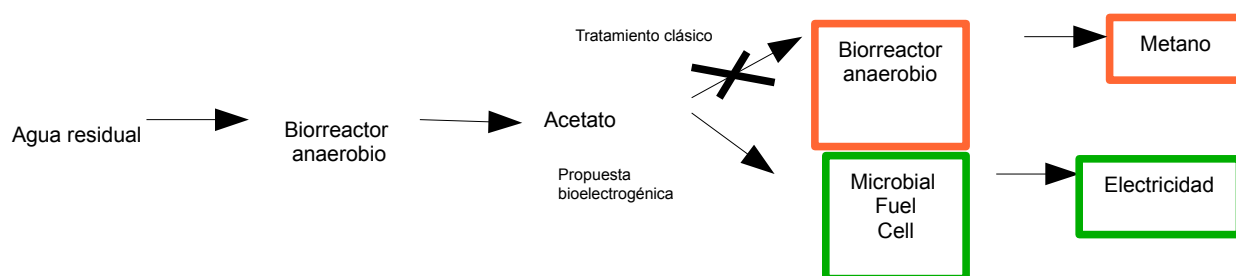 Agua residual
Biorreactor
anaerobio
Acetato
Tratamiento clásico
Biorreactor
anaerobio
Metano
Propuesta
bioelectrogénica
Microbial
Fuel
Cell
Electricidad